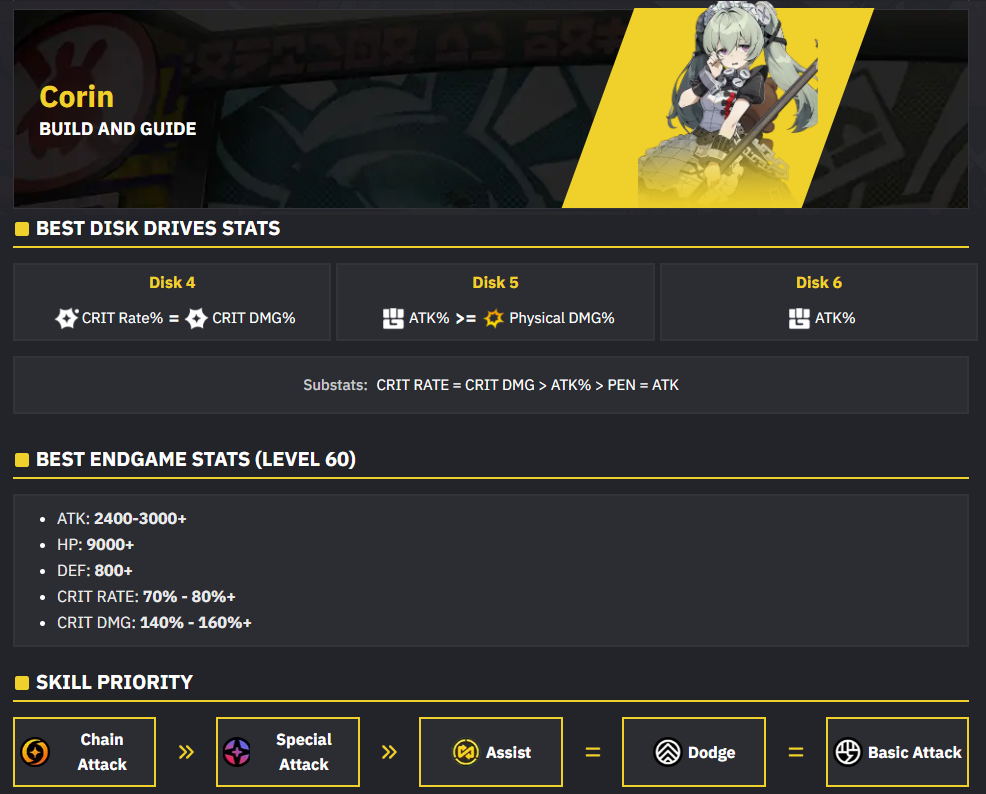 Corin
BUILD AND GUIDE
BEST DISK DRIVES STATS
Disk 4
CRIT Rate% = CRIT DMG%
Disk 5
ATK% >= Physical DMG%
Disk 6
ATK%
Substats: CRIT RATE = CRIT DMG > ATK% > PEN = ATK
BEST ENDGAME STATS (LEVEL 60)
• ATK: 2400-3000+
• HP: 9000+
• DEF: 800+
• CRIT RATE: 70% - 80%+
• CRIT DMG: 140% - 160%+
SKILL PRIORITY
Chain
Attack
»
Special
Attack
»
Assist
=
Dodge
=
Basic Attack